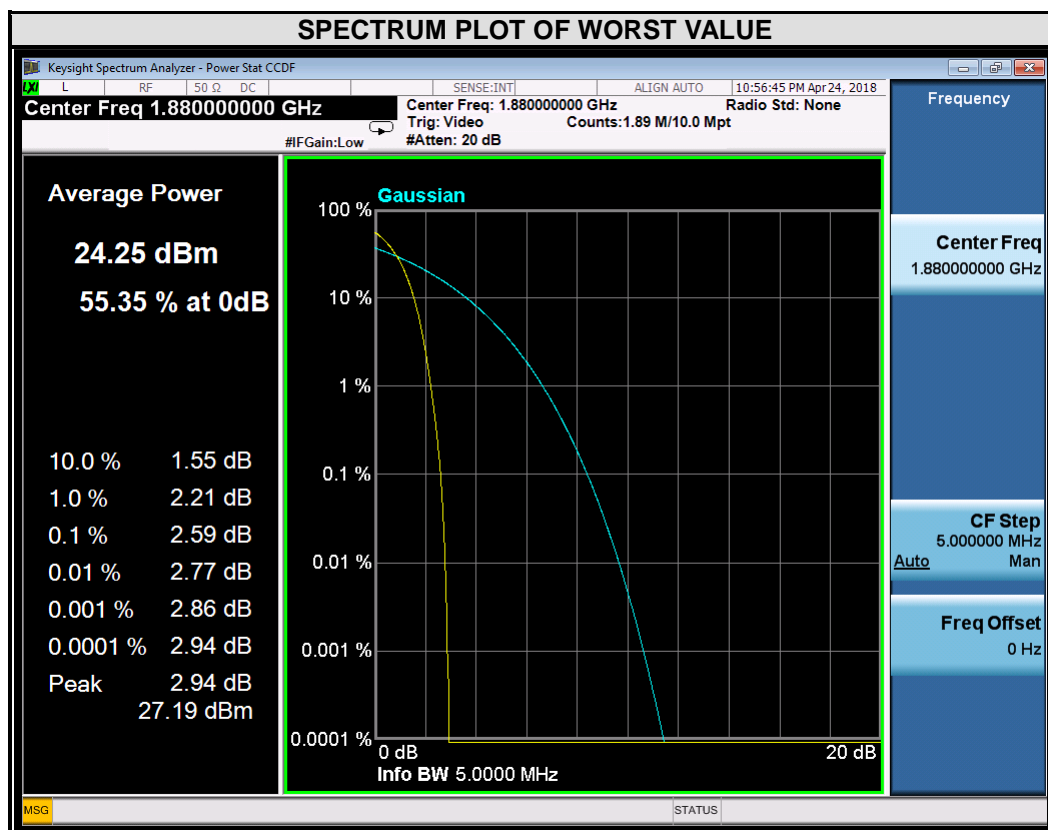 SPECTRUM PLOT OF WORST VALUE
Keysight Spectrum Analyzer - Power Stat CCDF
LXI L RF 50 Ω DC SENSE:INT ALIGN AUTO 10:56:45 PM Apr 24, 2018
Center Freq 1.880000000 GHz
Center Freq: 1.880000000 GHz Radio Std: None
Trig: Video Counts:1.89 M/10.0 Mpt
#IFGain:Low #Atten: 20 dB
Average Power
24.25 dBm
55.35 % at 0dB
10.0 % 1.55 dB
1.0 % 2.21 dB
0.1 % 2.59 dB
0.01 % 2.77 dB
0.001 % 2.86 dB
0.0001 % 2.94 dB
Peak 2.94 dB
27.19 dBm
Gaussian
100 %
10 %
1 %
0.1 %
0.01 %
0.001 %
0.0001 %
0 dB 20 dB
Info BW 5.0000 MHz
Frequency
Center Freq
1.880000000 GHz
CF Step
5.000000 MHz
Auto Man
Freq Offset
0 Hz
MSG STATUS